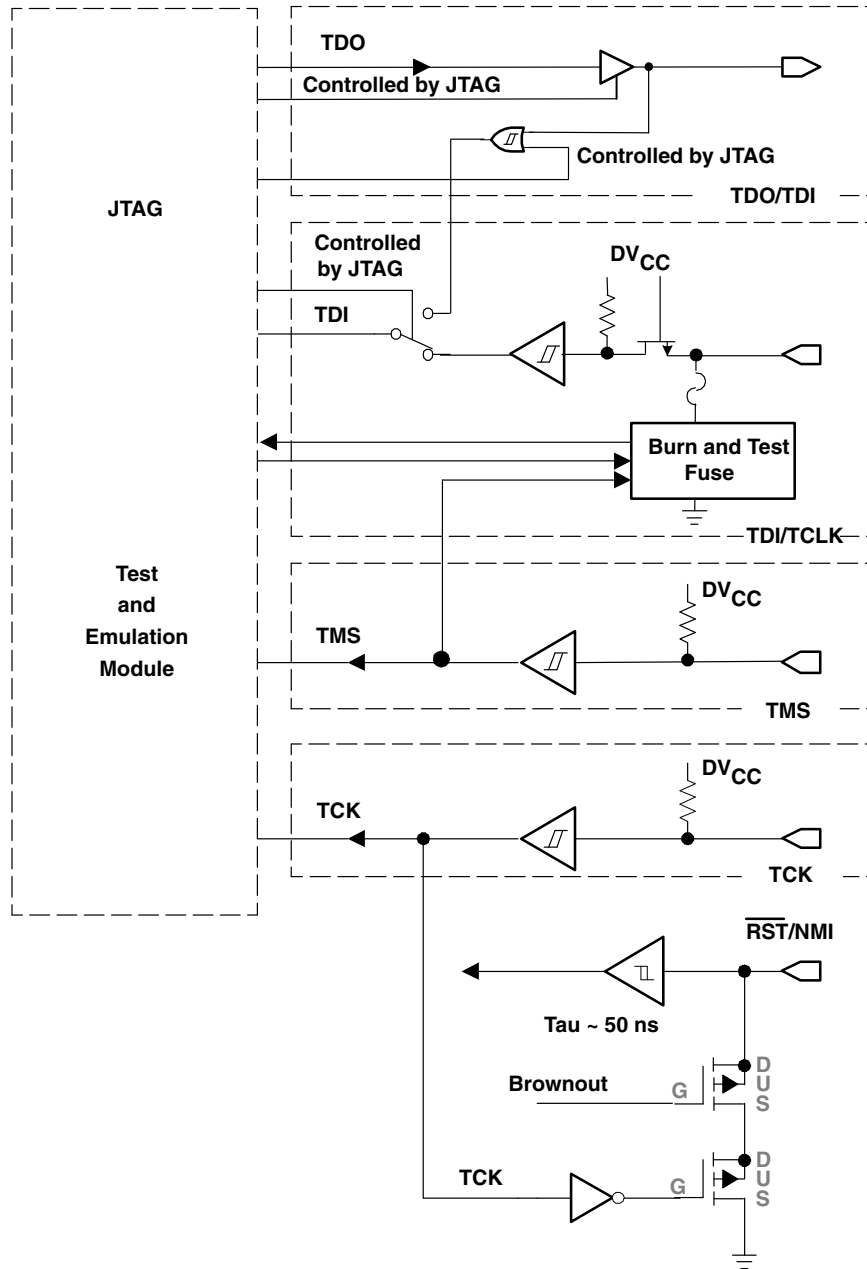 TDO
Controlled by JTAG
Controlled by JTAG
TDO/TDI
JTAG
Controlled
by JTAG
TDI
DVCC
Burn and Test
Fuse
TDI/TCLK
Test
and
Emulation
Module
TMS
DVCC
TMS
TCK
DVCC
TCK
RST/NMI
Tau ~ 50 ns
Brownout
G
D
U
S
TCK
G
D
U
S